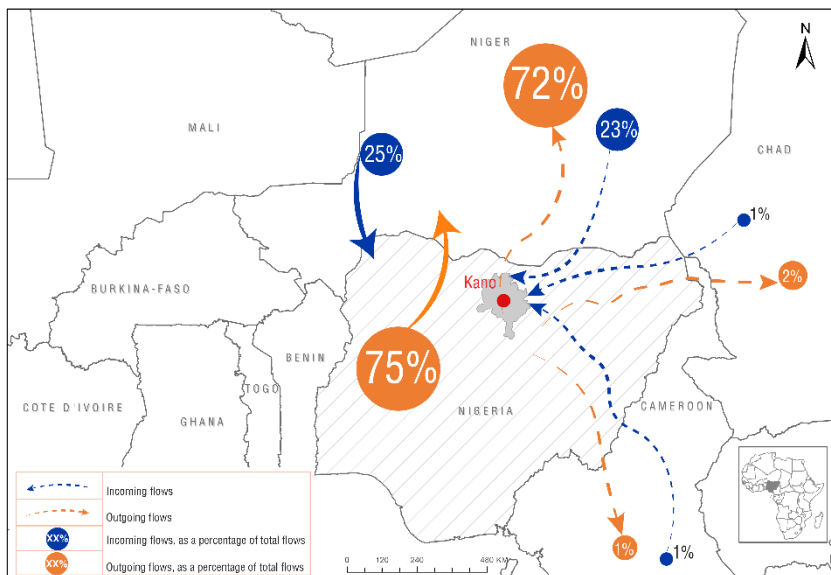 N
NIGER
72%
MALI
23%
25%
CHAD
1%
2%
Kano
BURKINA-FASO
BENIN
75%
TOGO
COTE D'IVOIRE
GHANA
NIGERIA
CAMEROON
Incoming flows
Outgoing flows
XX% Incoming flows, as a percentage of total flows
XX% Outgoing flows, as a percentage of total flows
0 120 240 480 KM
1%
1%